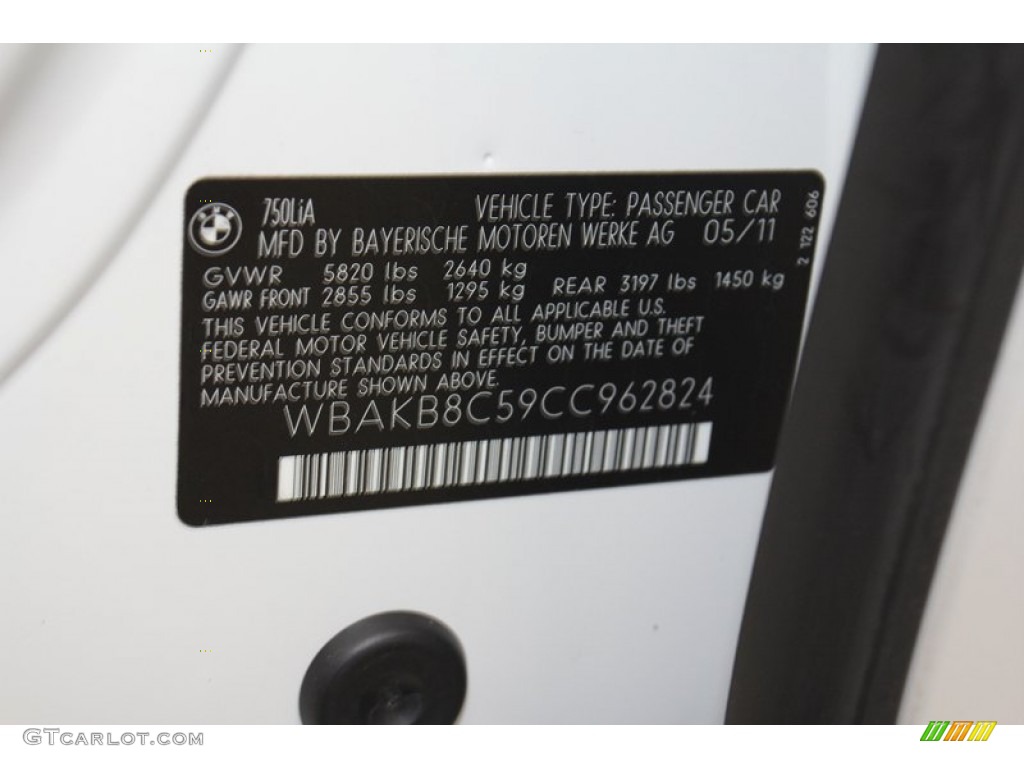 750LiA VEHICLE TYPE: PASSENGER CAR
MFD BY BAYERISCHE MOTOREN WERKE AG 05/11
2 122 606
GVWR 5820 lbs 2640 kg
GAWR FRONT 2855 lbs 1295 kg REAR 3197 lbs 1450 kg
THIS VEHICLE CONFORMS TO ALL APPLICABLE U.S.
FEDERAL MOTOR VEHICLE SAFETY, BUMPER AND THEFT
PREVENTION STANDARDS IN EFFECT ON THE DATE OF
MANUFACTURE SHOWN ABOVE.
WBAKB8C59CC962824
GTCARLOT.COM